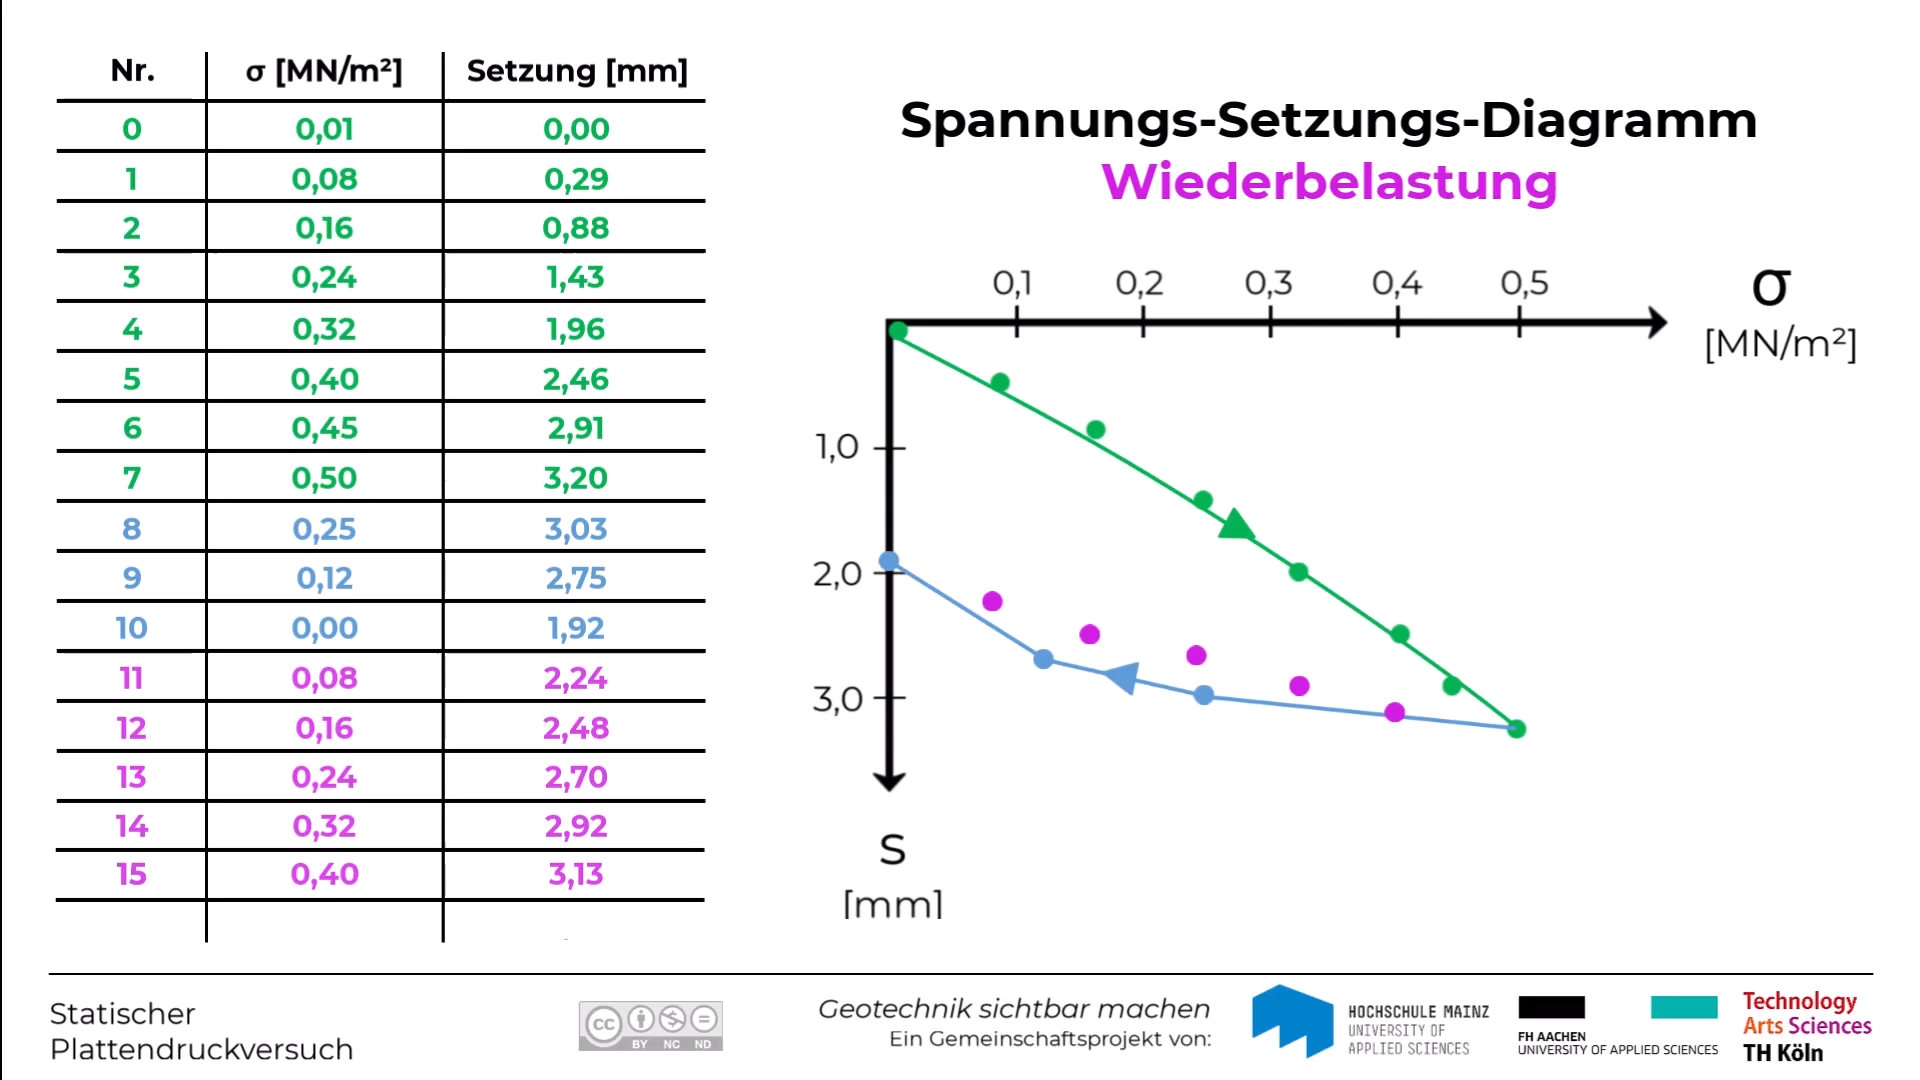 Nr. σ [MN/m²] Setzung [mm]
0 0,01 0,00
1 0,08 0,29
2 0,16 0,88
3 0,24 1,43
4 0,32 1,96
5 0,40 2,46
6 0,45 2,91
7 0,50 3,20
8 0,25 3,03
9 0,12 2,75
10 0,00 1,92
11 0,08 2,24
12 0,16 2,48
13 0,24 2,70
14 0,32 2,92
15 0,40 3,13
Spannungs-Setzungs-Diagramm
Wiederbelastung
0,1 0,2 0,3 0,4 0,5 σ
[MN/m²]
1,0
2,0
3,0
s
[mm]
Statischer
Plattendruckversuch
cc
BY NC ND
Geotechnik sichtbar machen
Ein Gemeinschaftsprojekt von:
HOCHSCHULE MAINZ
UNIVERSITY OF
APPLIED SCIENCES
FH AACHEN
UNIVERSITY OF APPLIED SCIENCES
Technology
Arts Sciences
TH Köln